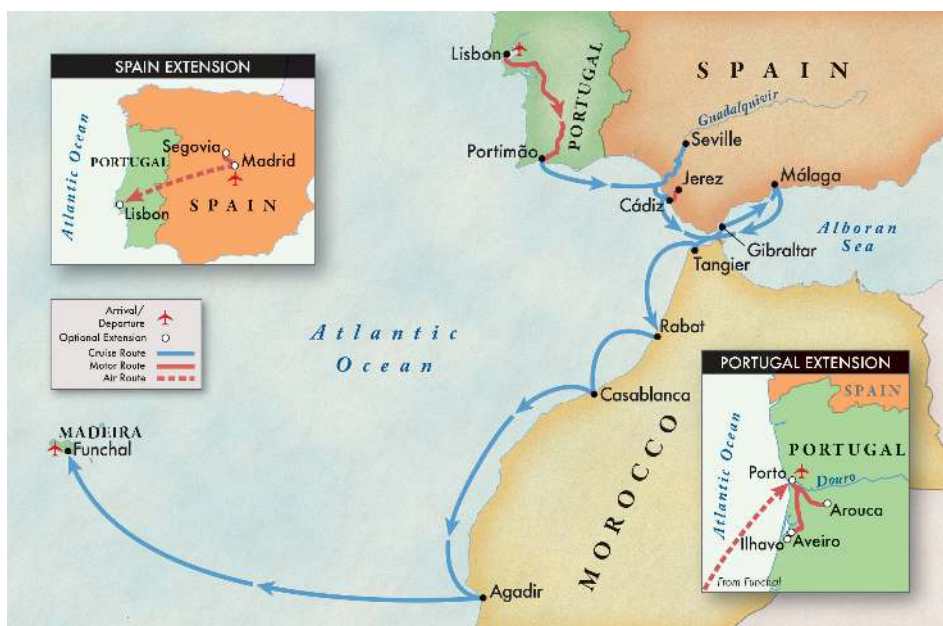 SPAIN EXTENSION
Atlantic Ocean
PORTUGAL
Segovia
Madrid
Lisbon
SPAIN
Arrival/
Departure
Optional Extension
Cruise Route
Motor Route
Air Route
Lisbon
PORTUGAL
SPAIN
Guadalquivir
Seville
Portimão
Jerez
Málaga
Cádiz
Gibraltar
Alboran
Sea
Tangier
Atlantic
Ocean
Rabat
Casablanca
MOROCCO
MADEIRA
Funchal
Agadir
PORTUGAL EXTENSION
SPAIN
Atlantic Ocean
PORTUGAL
Porto
Douro
Arouca
Ilhavo
Aveiro
From Funchal